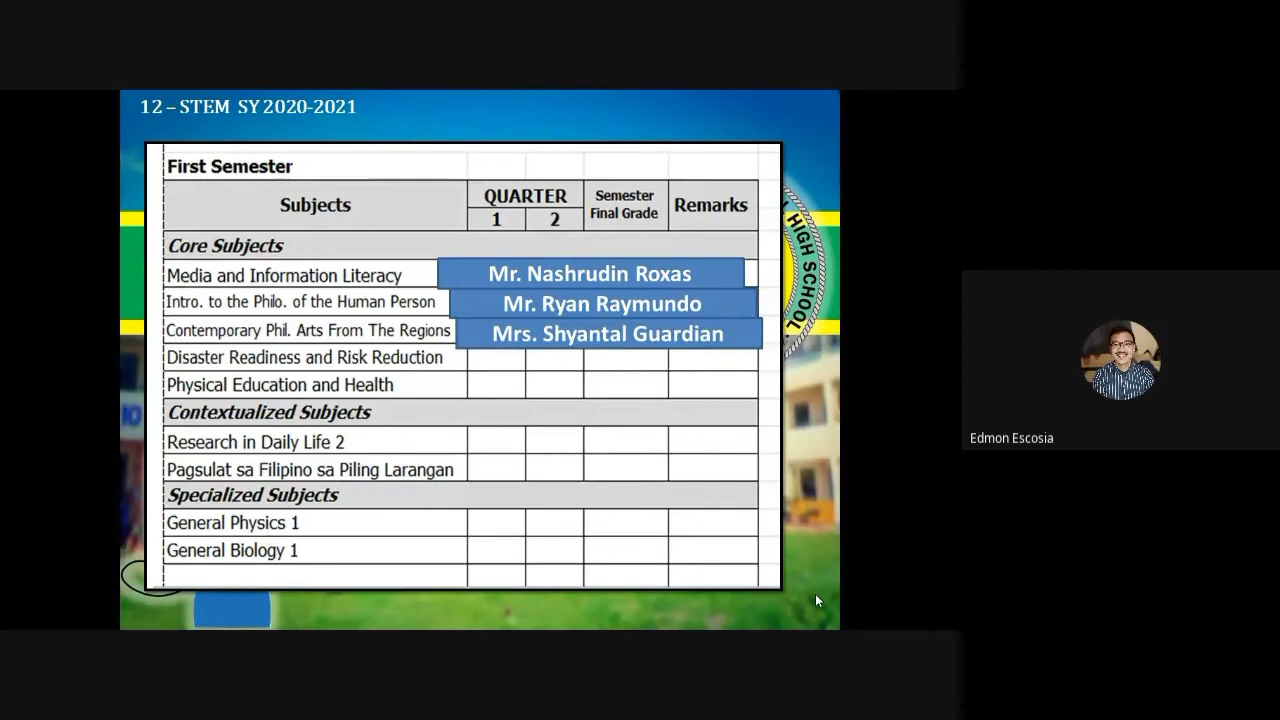 12 – STEM SY 2020-2021
First Semester
Subjects
QUARTER
1 2
Semester
Final Grade
Remarks
Core Subjects
Media and Information Literacy
Mr. Nashrudin Roxas
Intro. to the Philo. of the Human Person
Mr. Ryan Raymundo
Contemporary Phil. Arts From The Regions
Mrs. Shyantal Guardian
Disaster Readiness and Risk Reduction
Physical Education and Health
Contextualized Subjects
Research in Daily Life 2
Pagsulat sa Filipino sa Piling Larangan
Specialized Subjects
General Physics 1
General Biology 1
HIGH SCHOOL
Edmon Escosia